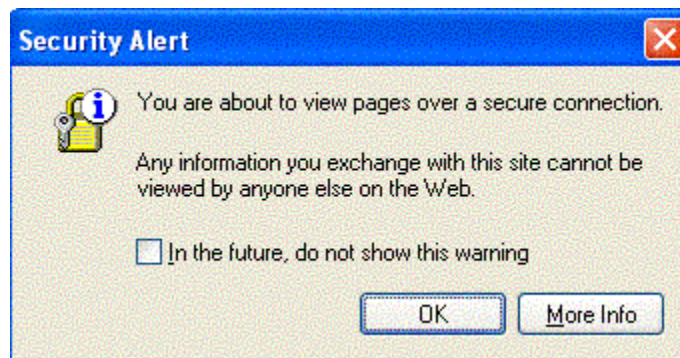 Security Alert
You are about to view pages over a secure connection.
Any information you exchange with this site cannot be
viewed by anyone else on the Web.
In the future, do not show this warning
OK
More Info